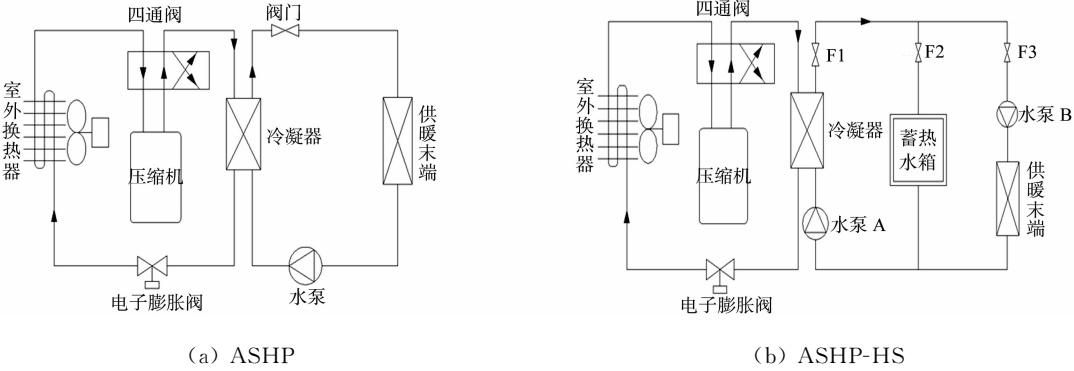 四通阀
阀门
室外换热器
冷凝器
供暖末端
压缩机
电子膨胀阀
水泵
(a) ASHP
四通阀
F1
F2
F3
室外换热器
水泵 B
冷凝器
蓄热
水箱
压缩机
供暖末端
水泵 A
电子膨胀阀
(b) ASHP-HS